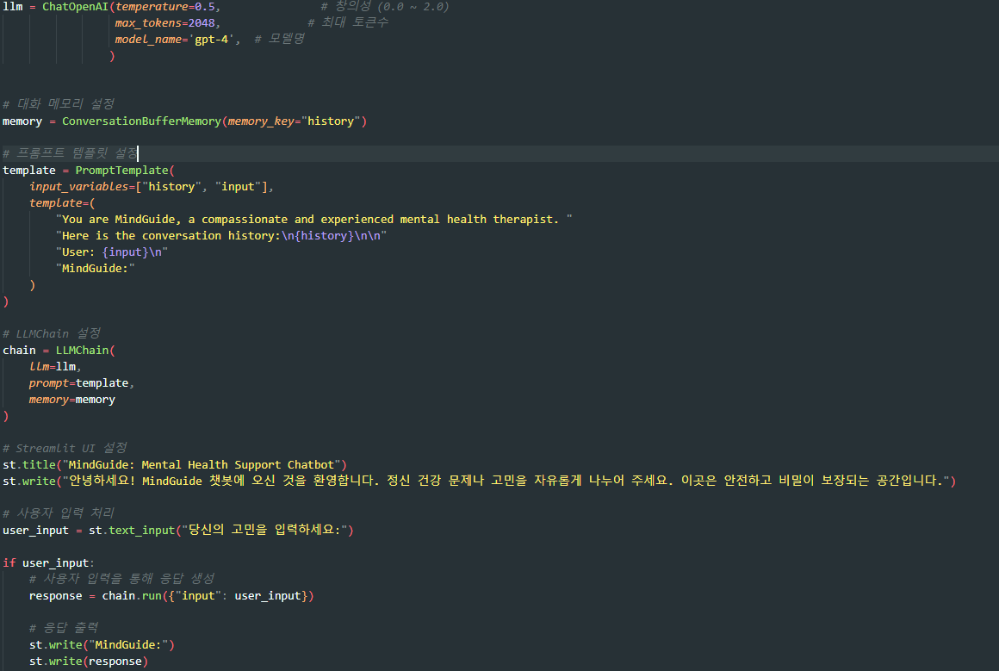 llm = ChatOpenAI(temperature=0.5,               # 창의성 (0.0 ~ 2.0)
                 max_tokens=2048,             # 최대 토큰수
                 model_name='gpt-4',  # 모델명
                )
# 대화 메모리 설정
memory = ConversationBufferMemory(memory_key="history")
# 프롬프트 템플릿 설정
template = PromptTemplate(
    input_variables=["history", "input"],
    template=(
        "You are MindGuide, a compassionate and experienced mental health therapist. "
        "Here is the conversation history:\n{history}\n\n"
        "User: {input}\n"
        "MindGuide:"
    )
)
# LLMChain 설정
chain = LLMChain(
    llm=llm,
    prompt=template,
    memory=memory
)
# Streamlit UI 설정
st.title("MindGuide: Mental Health Support Chatbot")
st.write("안녕하세요! MindGuide 챗봇에 오신 것을 환영합니다. 정신 건강 문제나 고민을 자유롭게 나누어 주세요. 이곳은 안전하고 비밀이 보장되는 공간입니다.")
# 사용자 입력 처리
user_input = st.text_input("당신의 고민을 입력하세요:")
if user_input:
    # 사용자 입력을 통해 응답 생성
    response = chain.run({"input": user_input})
    # 응답 출력
    st.write("MindGuide:")
    st.write(response)